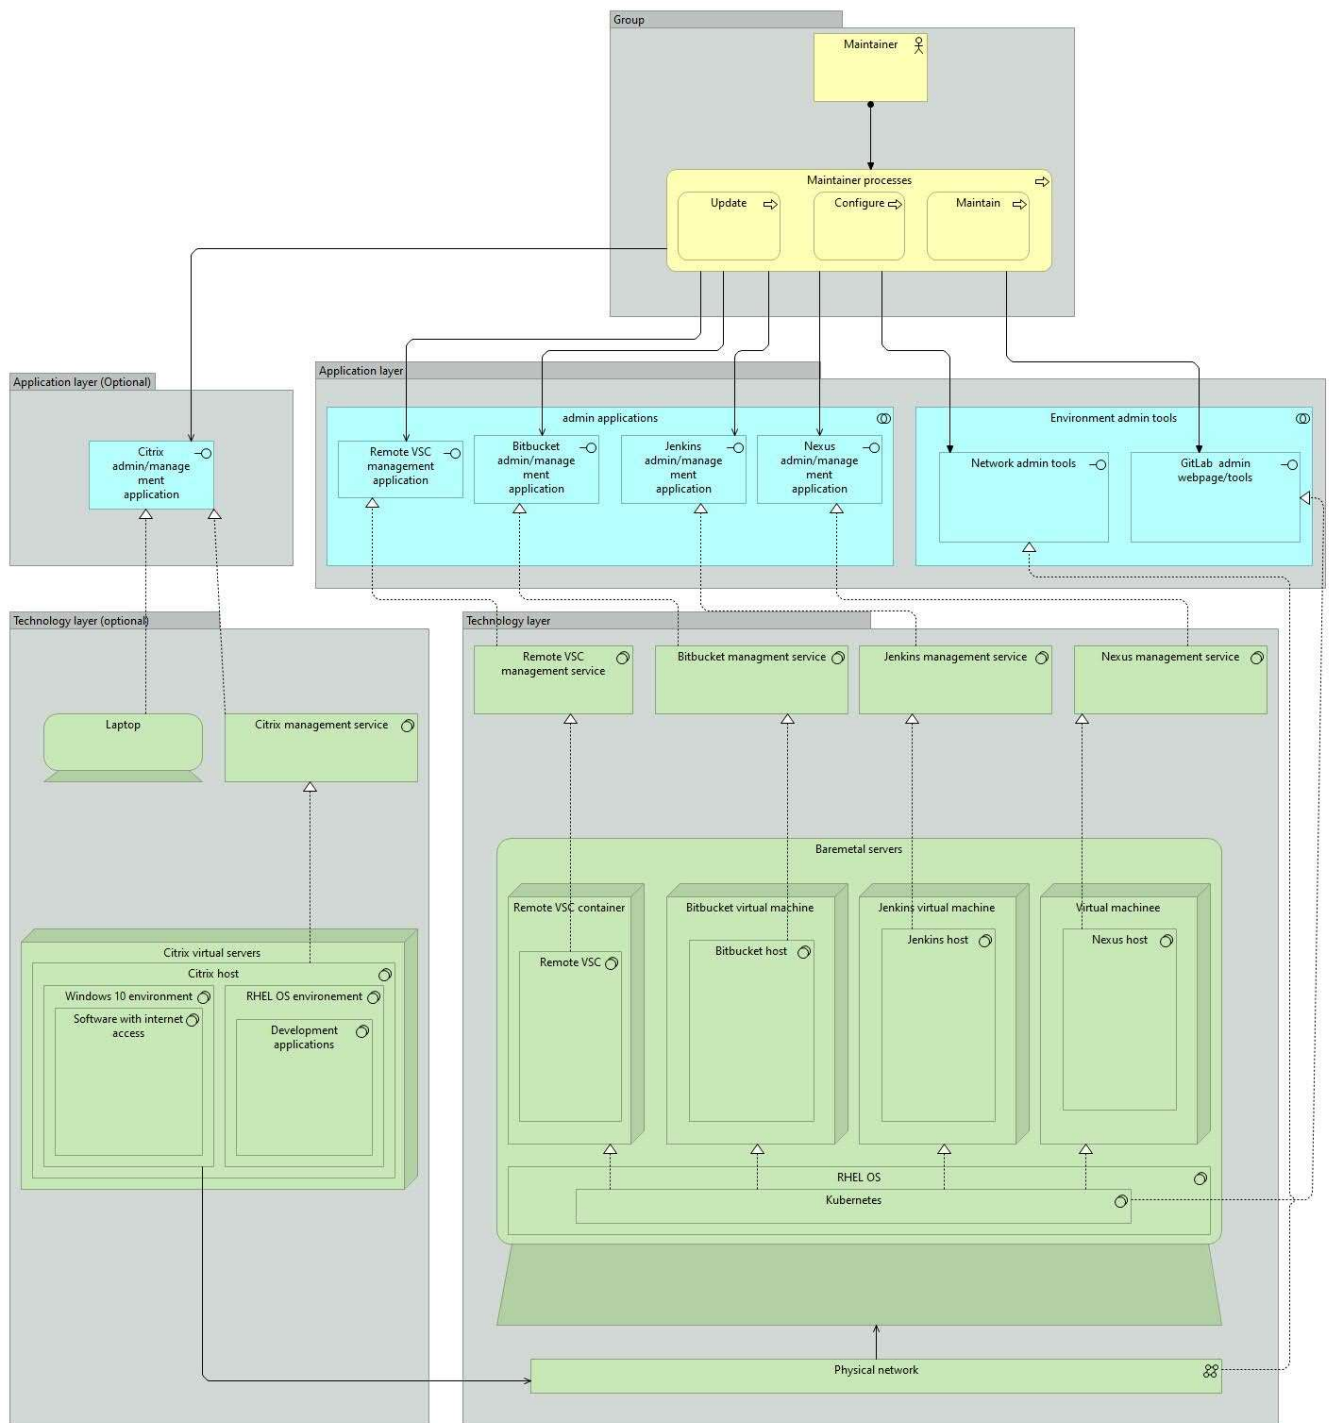 Group
Maintainer
Maintainer processes
Update
Configure
Maintain
Application layer (Optional)
Citrix
admin/manage
ment
application
Application layer
admin applications
Remote VSC
management
application
Bitbucket
admin/manage
ment
application
Jenkins
admin/manage
ment
application
Nexus
admin/manage
ment
application
Environment admin tools
Network admin tools
GitLab admin
webpage/tools
Technology layer (optional)
Laptop
Citrix management service
Citrix virtual servers
Citrix host
Windows 10 environment
Software with internet
access
RHEL OS environement
Development
applications
Technology layer
Remote VSC
management service
Bitbucket managment service
Jenkins management service
Nexus management service
Baremetal servers
Remote VSC container
Remote VSC
Bitbucket virtual machine
Bitbucket host
Jenkins virtual machine
Jenkins host
Virtual machinee
Nexus host
RHEL OS
Kubernetes
Physical network